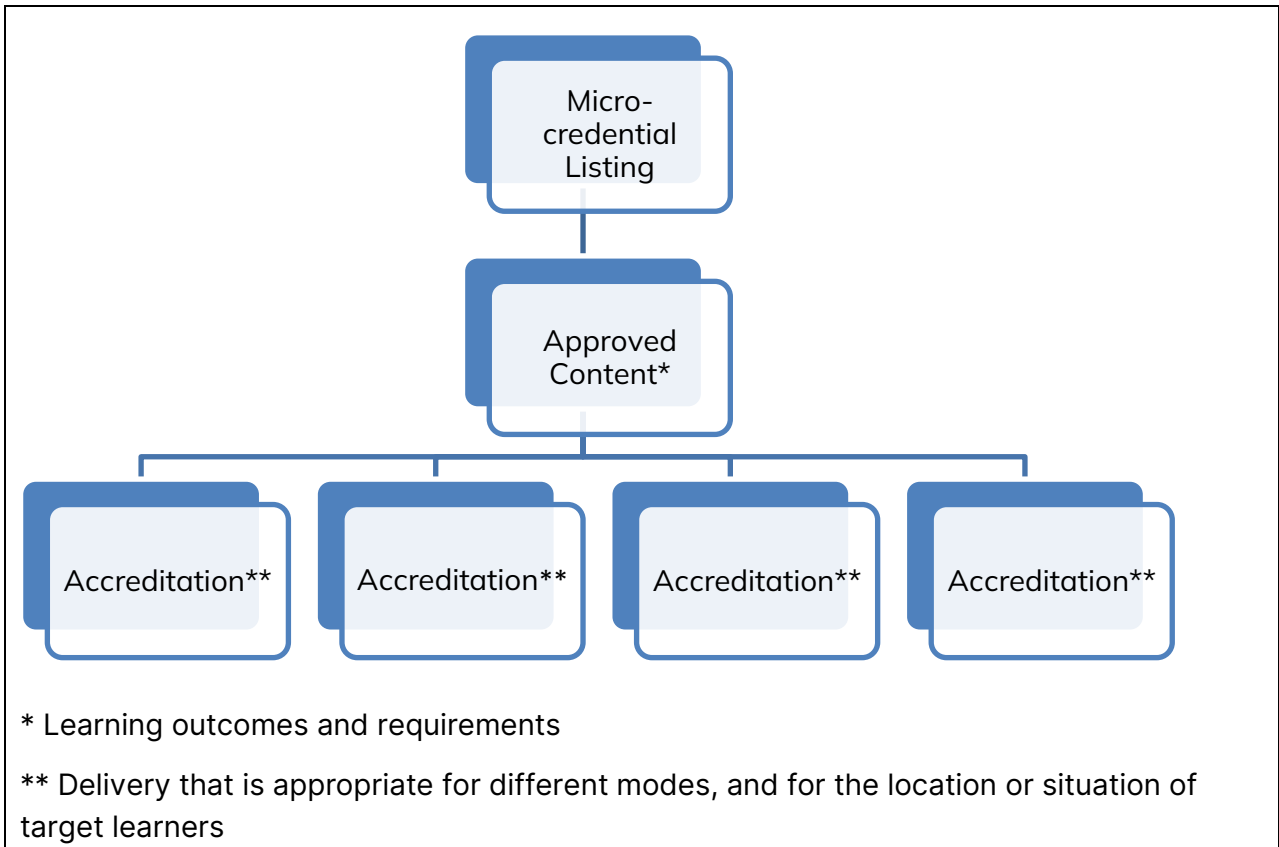 Micro-
credential
Listing
Approved
Content*
Accreditation**
Accreditation**
Accreditation**
Accreditation**
* Learning outcomes and requirements
** Delivery that is appropriate for different modes, and for the location or situation of
target learners